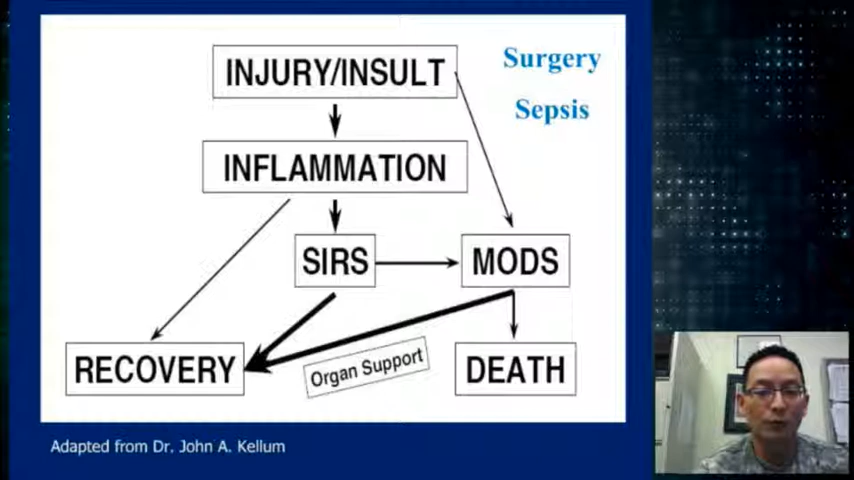 INJURY/INSULT
Surgery
Sepsis
INFLAMMATION
SIRS
MODS
RECOVERY
Organ Support
DEATH
Adapted from Dr. John A. Kellum